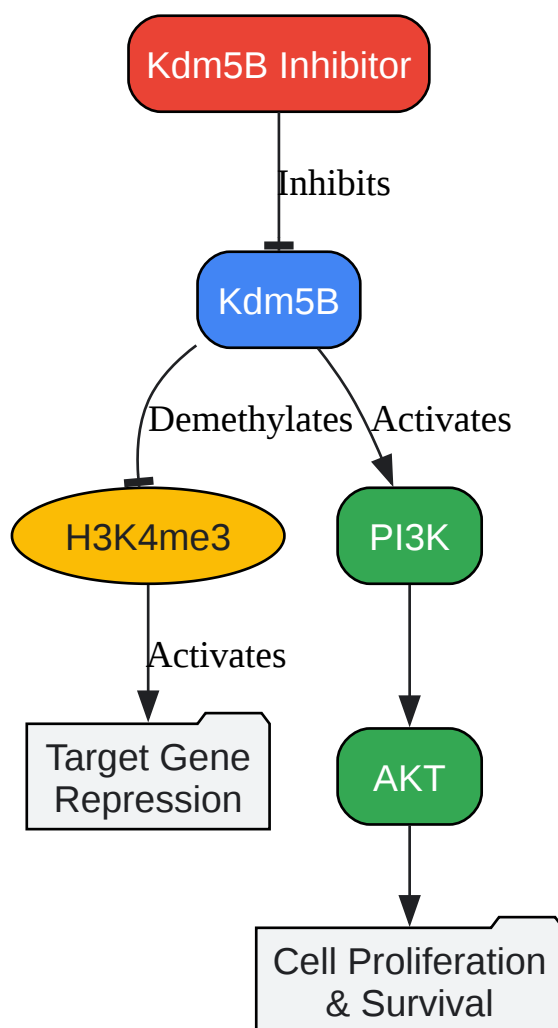 Kdm5B Inhibitor
Inhibits
Kdm5B
Demethylates
Activates
H3K4me3
PI3K
Activates
Target Gene
Repression
AKT
Cell Proliferation
& Survival